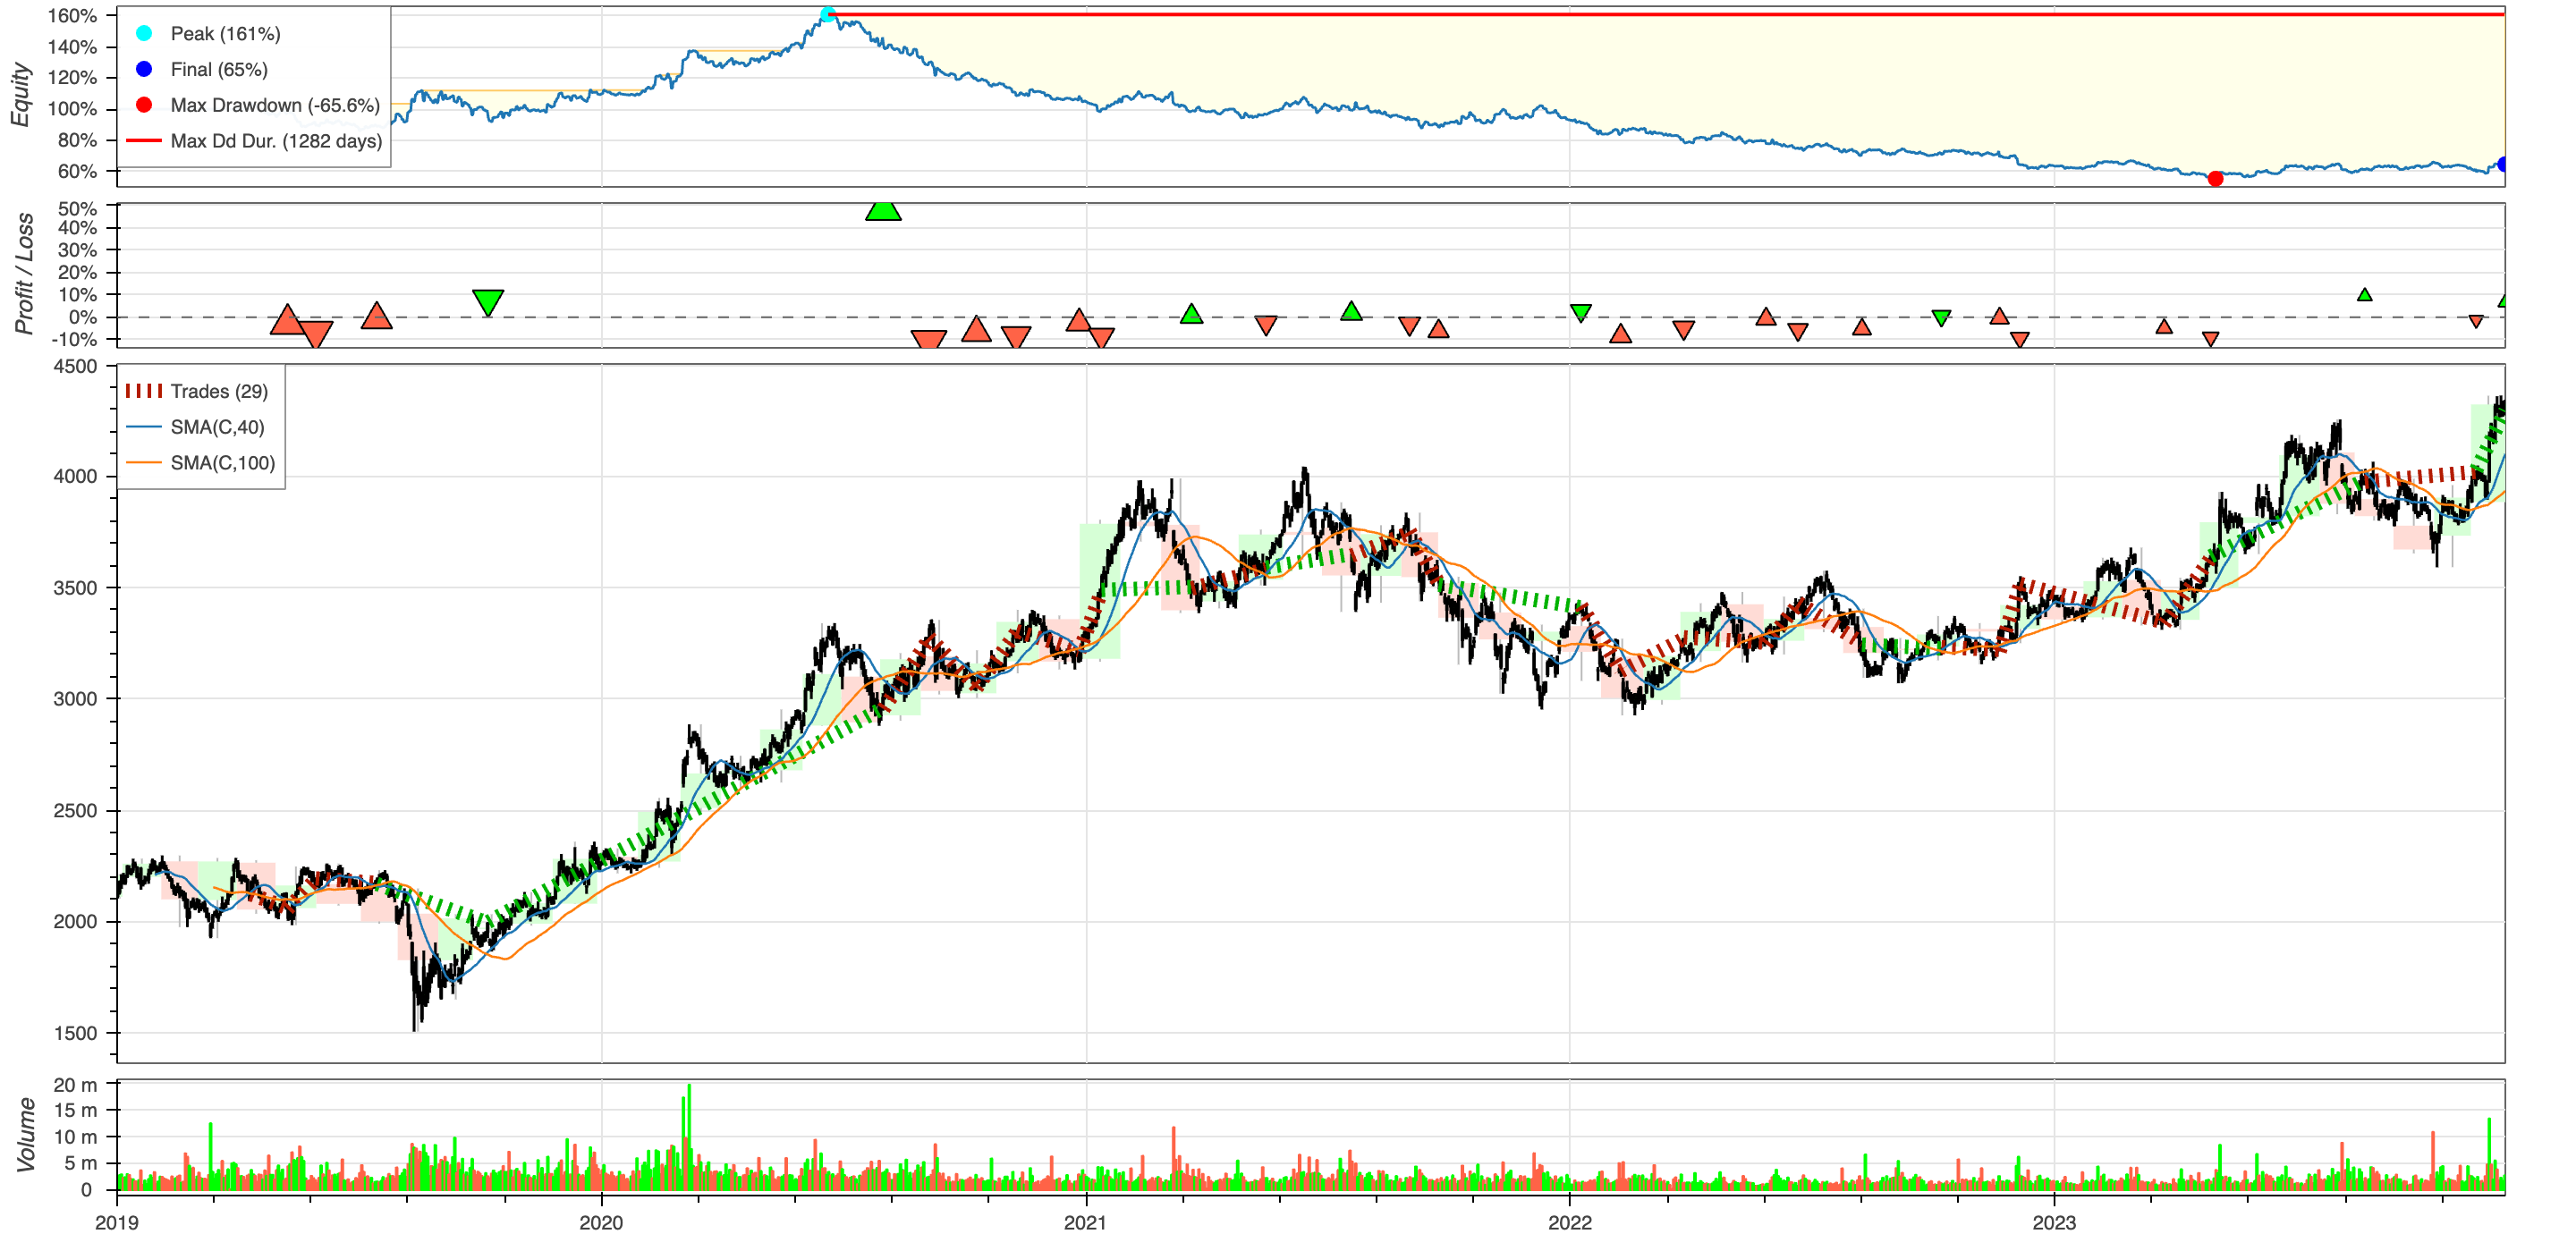 Equity
160%
140%
120%
100%
80%
60%
Peak (161%)
Final (65%)
Max Drawdown (-65.6%)
Max Dd Dur. (1282 days)
Profit / Loss
50%
40%
30%
20%
10%
0%
-10%
4500
4000
3500
3000
2500
2000
1500
Trades (29)
SMA(C,40)
SMA(C,100)
Volume
20 m
15 m
10 m
5 m
0
2019
2020
2021
2022
2023